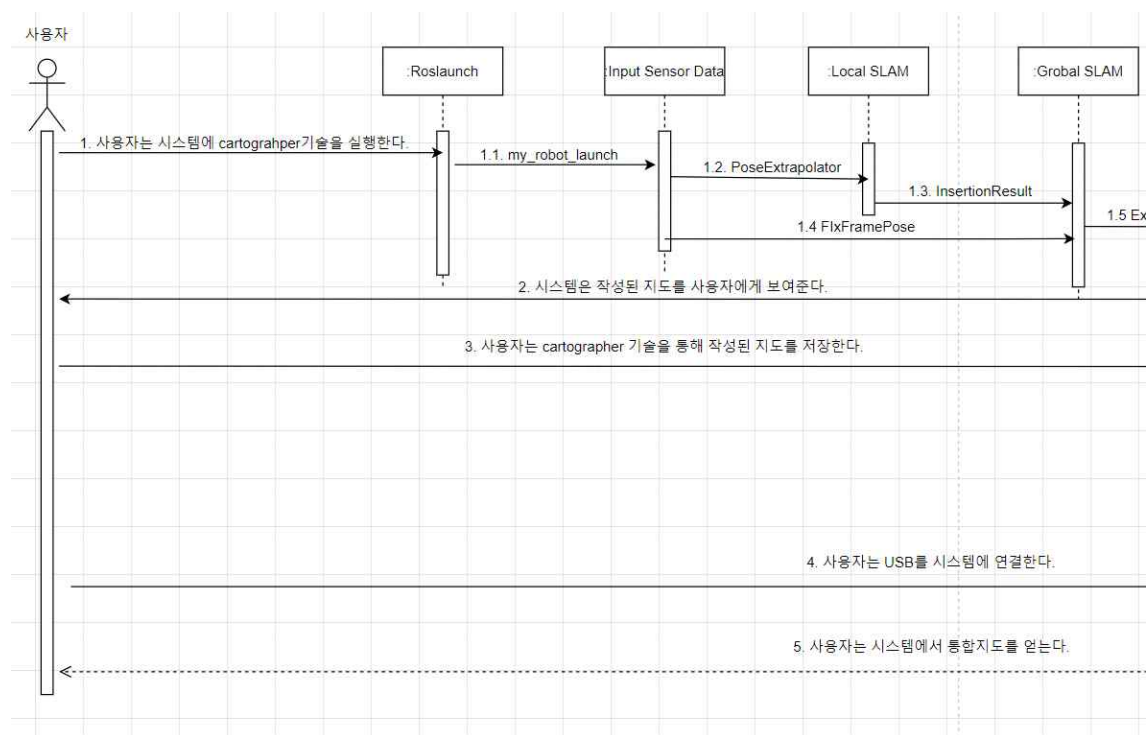 사용자
:Roslaunch
:Input Sensor Data
:Local SLAM
:Grobal SLAM
1. 사용자는 시스템에 cartograhper기술을 실행한다.
1.1. my_robot_launch
1.2. PoseExtrapolator
1.3. InsertionResult
1.4 FIxFramePose
1.5 Ex
2. 시스템은 작성된 지도를 사용자에게 보여준다.
3. 사용자는 cartographer 기술을 통해 작성된 지도를 저장한다.
4. 사용자는 USB를 시스템에 연결한다.
5. 사용자는 시스템에서 통합지도를 얻는다.